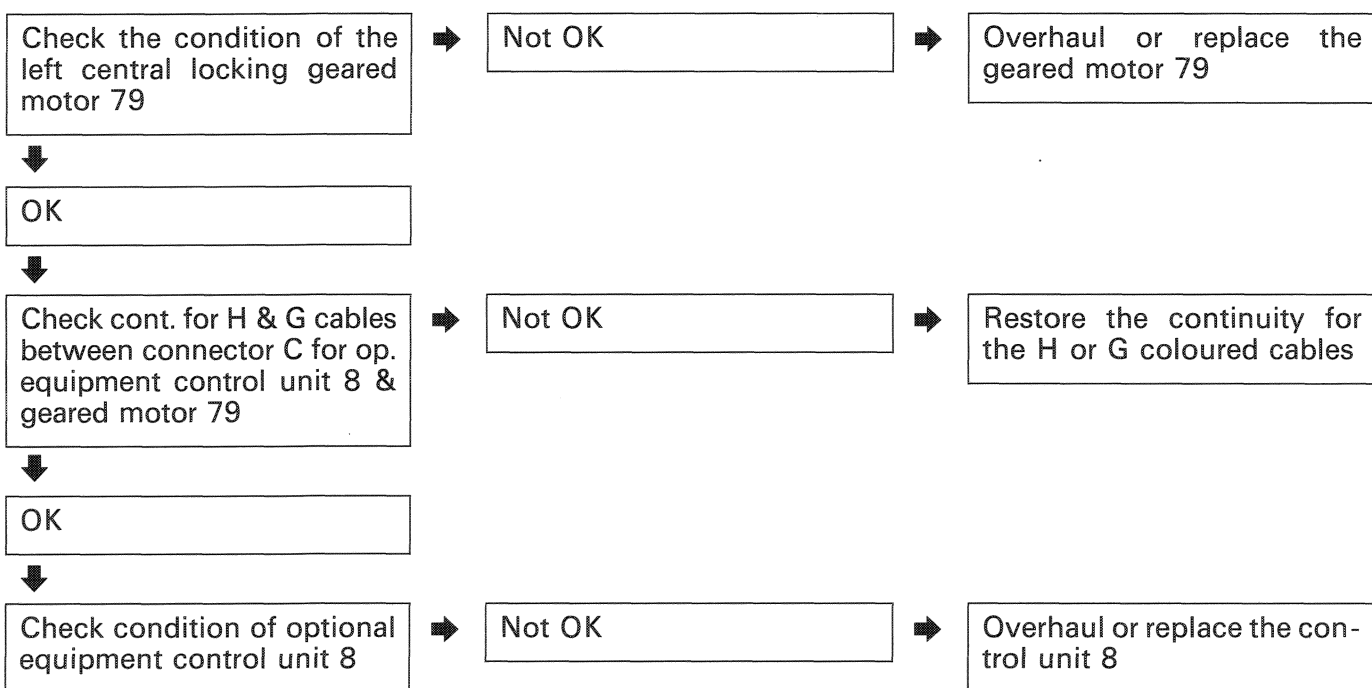 Check the condition of the
left central locking geared
motor 79
Not OK
Overhaul or replace the
geared motor 79
OK
Check cont. for H & G cables
between connector C for op.
equipment control unit 8 &
geared motor 79
Not OK
Restore the continuity for
the H or G coloured cables
OK
Check condition of optional
equipment control unit 8
Not OK
Overhaul or replace the con-
trol unit 8